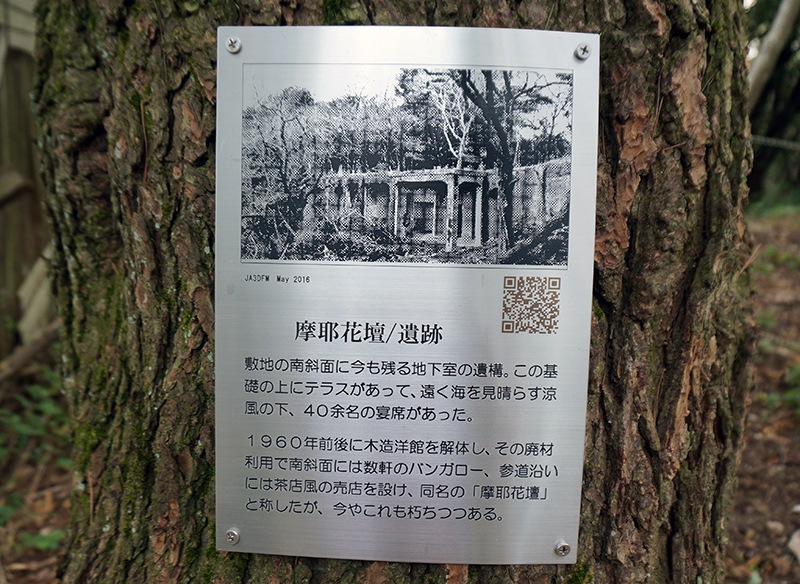 JA3DFM May 2016
摩耶花壇/遺跡
敷地の南斜面に今も残る地下室の遺構。この基
礎の上にテラスがあって、遠く海を見晴らす涼
風の下、４０余名の宴席があった。
１９６０年前後に木造洋館を解体し、その廃材
利用で南斜面には数軒のバンガロー、参道沿い
には茶店風の売店を設け、同名の「摩耶花壇」
と称したが、今やこれも朽ちつつある。